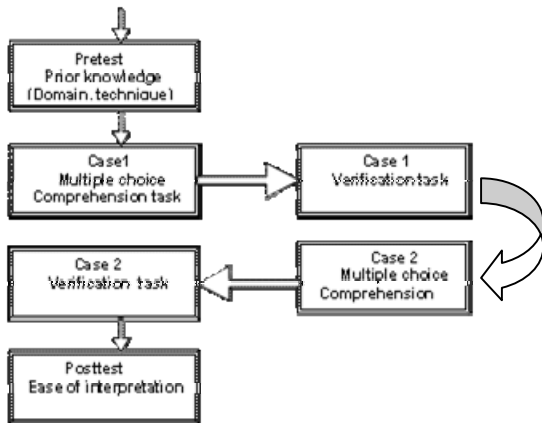 Pretest
Prior knowledge
(Domain, technique)
Case1
Multiple choice
Comprehension task
Case 1
Verification task
Case 2
Multiple choice
Comprehension
Case 2
Verification task
Posttest
Ease of interpretation